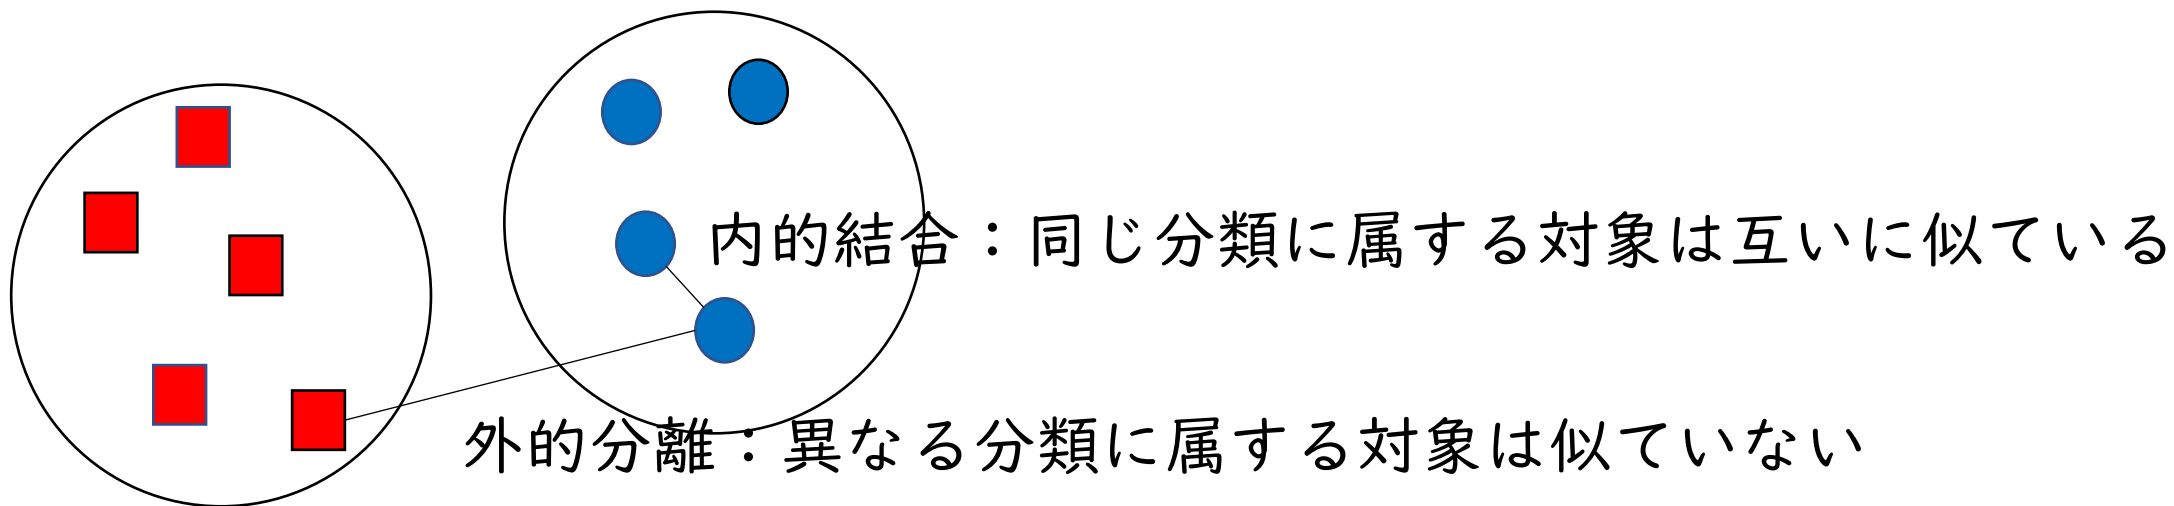 内的結合：同じ分類に属する対象は互いに似ている
外的分離：異なる分類に属する対象は似ていない